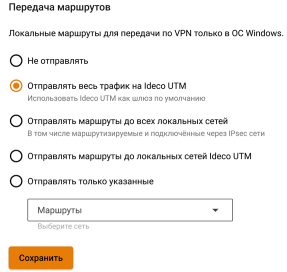 Передача маршрутов
Локальные маршруты для передачи по VPN только в ОС Windows.
Не отправлять
Отправлять весь трафик на Ideco UTM
Использовать Ideco UTM как шлюз по умолчанию
Отправлять маршруты до всех локальных сетей
В том числе маршрутизируемые и подключённые через IPsec сети
Отправлять маршруты до локальных сетей Ideco UTM
Отправлять только указанные
Маршруты
Выберите сеть
Сохранить